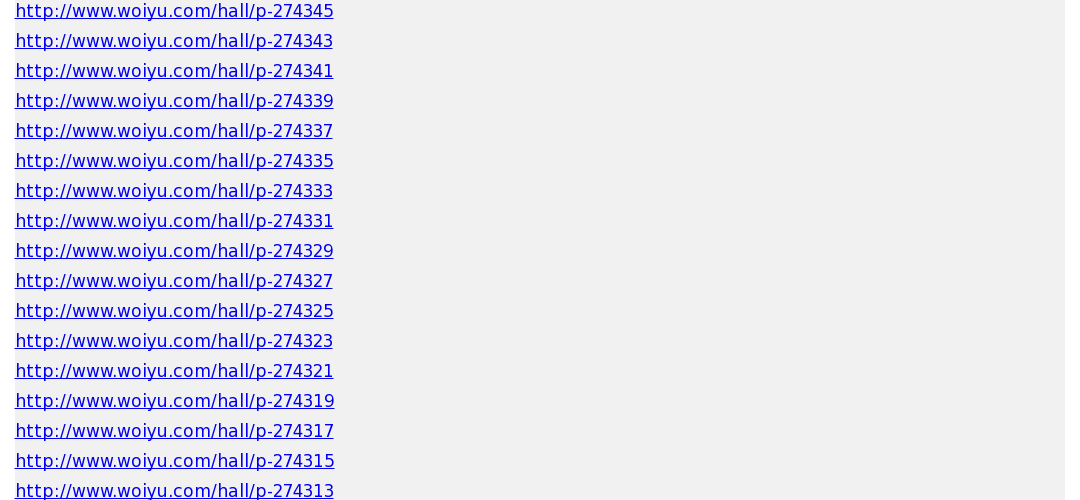 http://www.woiyu.com/hall/p-274345
http://www.woiyu.com/hall/p-274343
http://www.woiyu.com/hall/p-274341
http://www.woiyu.com/hall/p-274339
http://www.woiyu.com/hall/p-274337
http://www.woiyu.com/hall/p-274335
http://www.woiyu.com/hall/p-274333
http://www.woiyu.com/hall/p-274331
http://www.woiyu.com/hall/p-274329
http://www.woiyu.com/hall/p-274327
http://www.woiyu.com/hall/p-274325
http://www.woiyu.com/hall/p-274323
http://www.woiyu.com/hall/p-274321
http://www.woiyu.com/hall/p-274319
http://www.woiyu.com/hall/p-274317
http://www.woiyu.com/hall/p-274315
http://www.woiyu.com/hall/p-274313